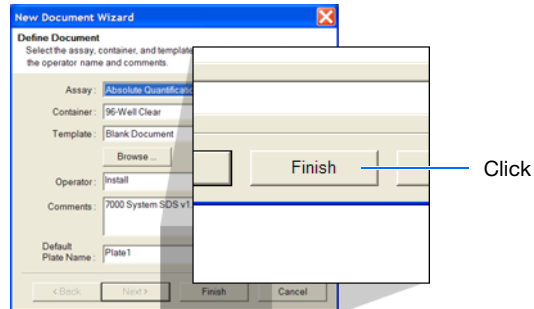 New Document Wizard
Define Document
Select the assay, container, and template
the operator name and comments.
Assay: Absolute Quantificatio
Container: 96-Well Clear
Template: Blank Document
Browse ...
Operator: Install
Comments: 7000 System SDS v1.
Default
Plate Name: Plate1
< Back Next > Finish Cancel
Finish
Click